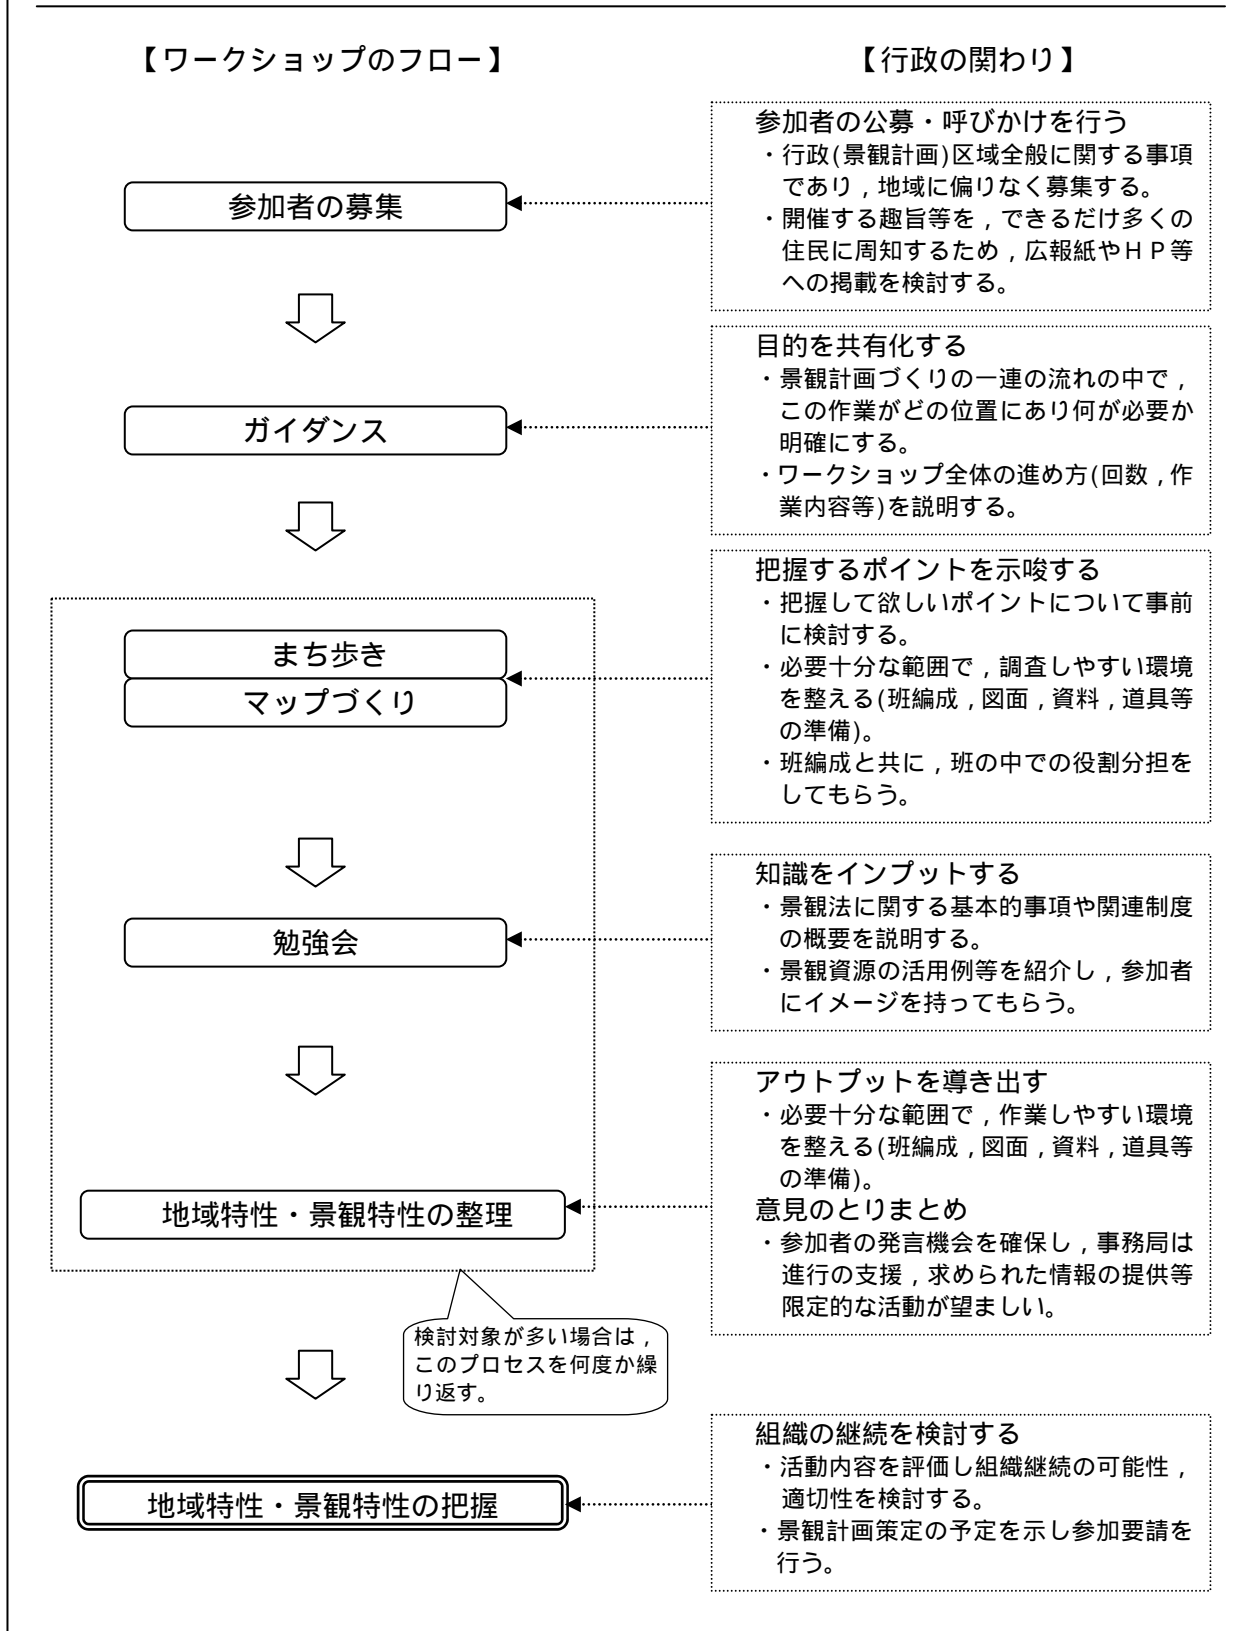 【ワークショップのフロー】
【行政の関わり】
参加者の募集
参加者の公募・呼びかけを行う
・行政(景観計画)区域全般に関する事項
であり，地域に偏りなく募集する。
・開催する趣旨等を，できるだけ多くの
住民に周知するため，広報紙やＨＰ等
への掲載を検討する。
ガイダンス
目的を共有化する
・景観計画づくりの一連の流れの中で，
この作業がどの位置にあり何が必要か
明確にする。
・ワークショップ全体の進め方(回数，作
業内容等)を説明する。
まち歩き
マップづくり
把握するポイントを示唆する
・把握して欲しいポイントについて事前
に検討する。
・必要十分な範囲で，調査しやすい環境
を整える(班編成，図面，資料，道具等
の準備)。
・班編成と共に，班の中での役割分担を
してもらう。
勉強会
知識をインプットする
・景観法に関する基本的事項や関連制度
の概要を説明する。
・景観資源の活用例等を紹介し，参加者
にイメージを持ってもらう。
地域特性・景観特性の整理
アウトプットを導き出す
・必要十分な範囲で，作業しやすい環境
を整える(班編成，図面，資料，道具等
の準備)。
意見のとりまとめ
・参加者の発言機会を確保し，事務局は
進行の支援，求められた情報の提供等
限定的な活動が望ましい。
検討対象が多い場合は，
このプロセスを何度か繰
り返す。
地域特性・景観特性の把握
組織の継続を検討する
・活動内容を評価し組織継続の可能性，
適切性を検討する。
・景観計画策定の予定を示し参加要請を
行う。